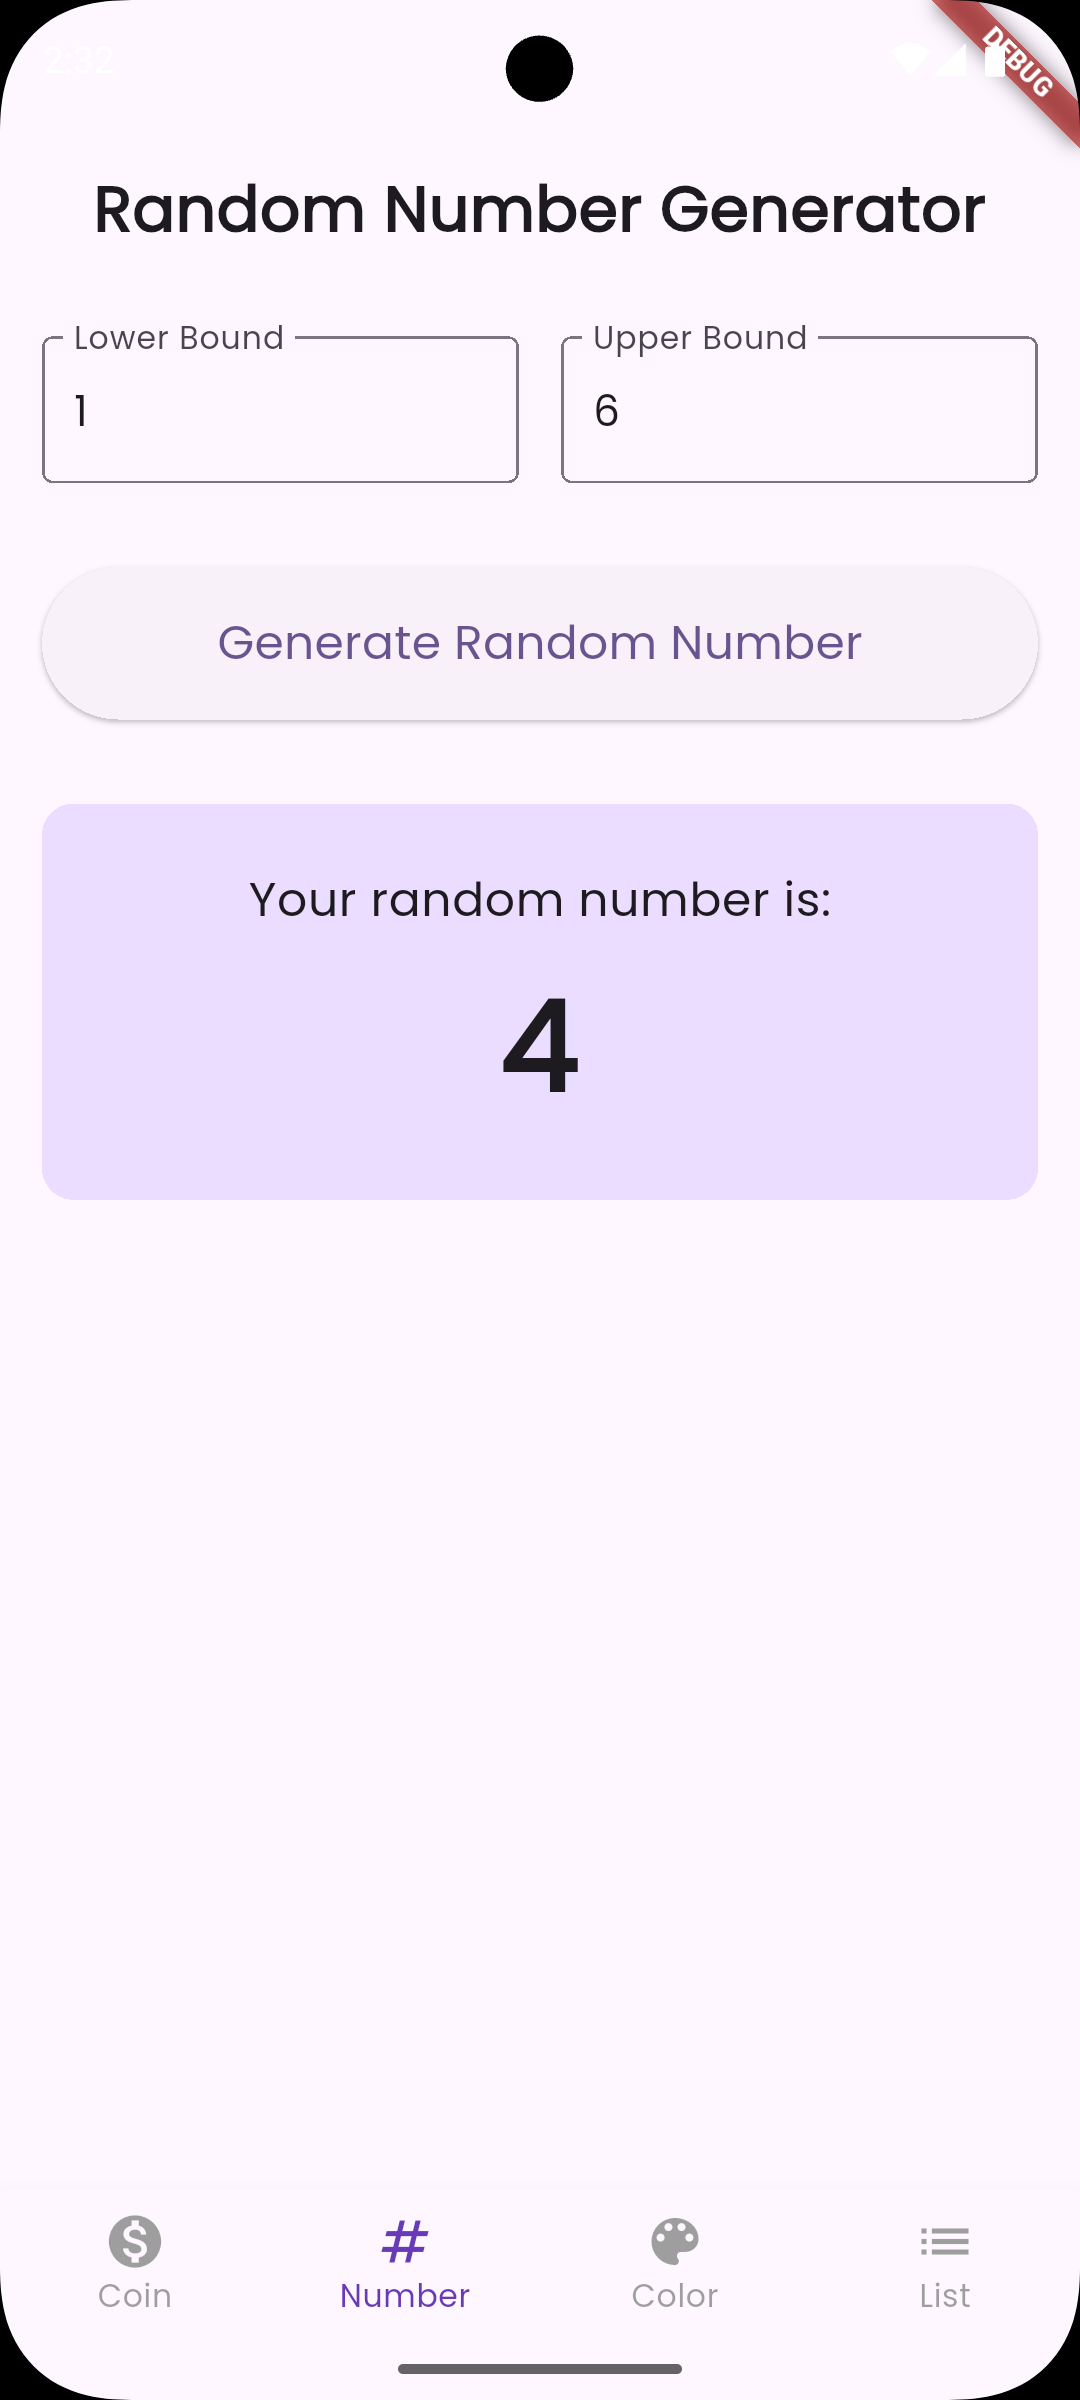 2:32
DEBUG
Random Number Generator
Lower Bound
Upper Bound
1
6
Generate Random Number
Your random number is:
4
Coin
Number
Color
List